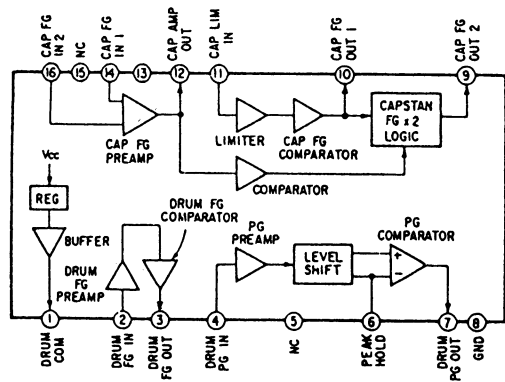 CAP FG
IN 2
NC
CAP FG
IN 1
CAP AMP
OUT
CAP LIM
IN
CAP FG
OUT 1
CAP FG
OUT 2
16
15
14
13
12
11
10
9
CAP FG
PREAMP
LIMITER
CAP FG
COMPARATOR
CAPSTAN
FG x 2
LOGIC
COMPARATOR
Vcc
REG
BUFFER
DRUM
FG
PREAMP
DRUM FG
COMPARATOR
PG
PREAMP
LEVEL
SHIFT
PG
COMPARATOR
+
−
1
2
3
4
5
6
7
8
DRUM
COM
DRUM
FG IN
DRUM
FG OUT
DRUM
PG IN
NC
PEAK
HOLD
DRUM
PG OUT
GND